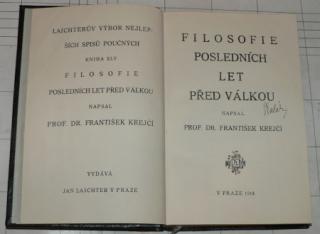 LAICHTERŮV VÝBOR NEJLEP-
ŠÍCH SPISŮ POUČNÝCH
KNIHA XLV
FILOSOFIE
POSLEDNÍCH LET PŘED VÁLKOU
NAPSAL
PROF. DR. FRANTIŠEK KREJČÍ
VYDÁVÁ
JAN LAICHTER V PRAZE
FILOSOFIE
POSLEDNÍCH
LET
PŘED VÁLKOU
NAPSAL
PROF. DR. FRANTIŠEK KREJČÍ
V PRAZE